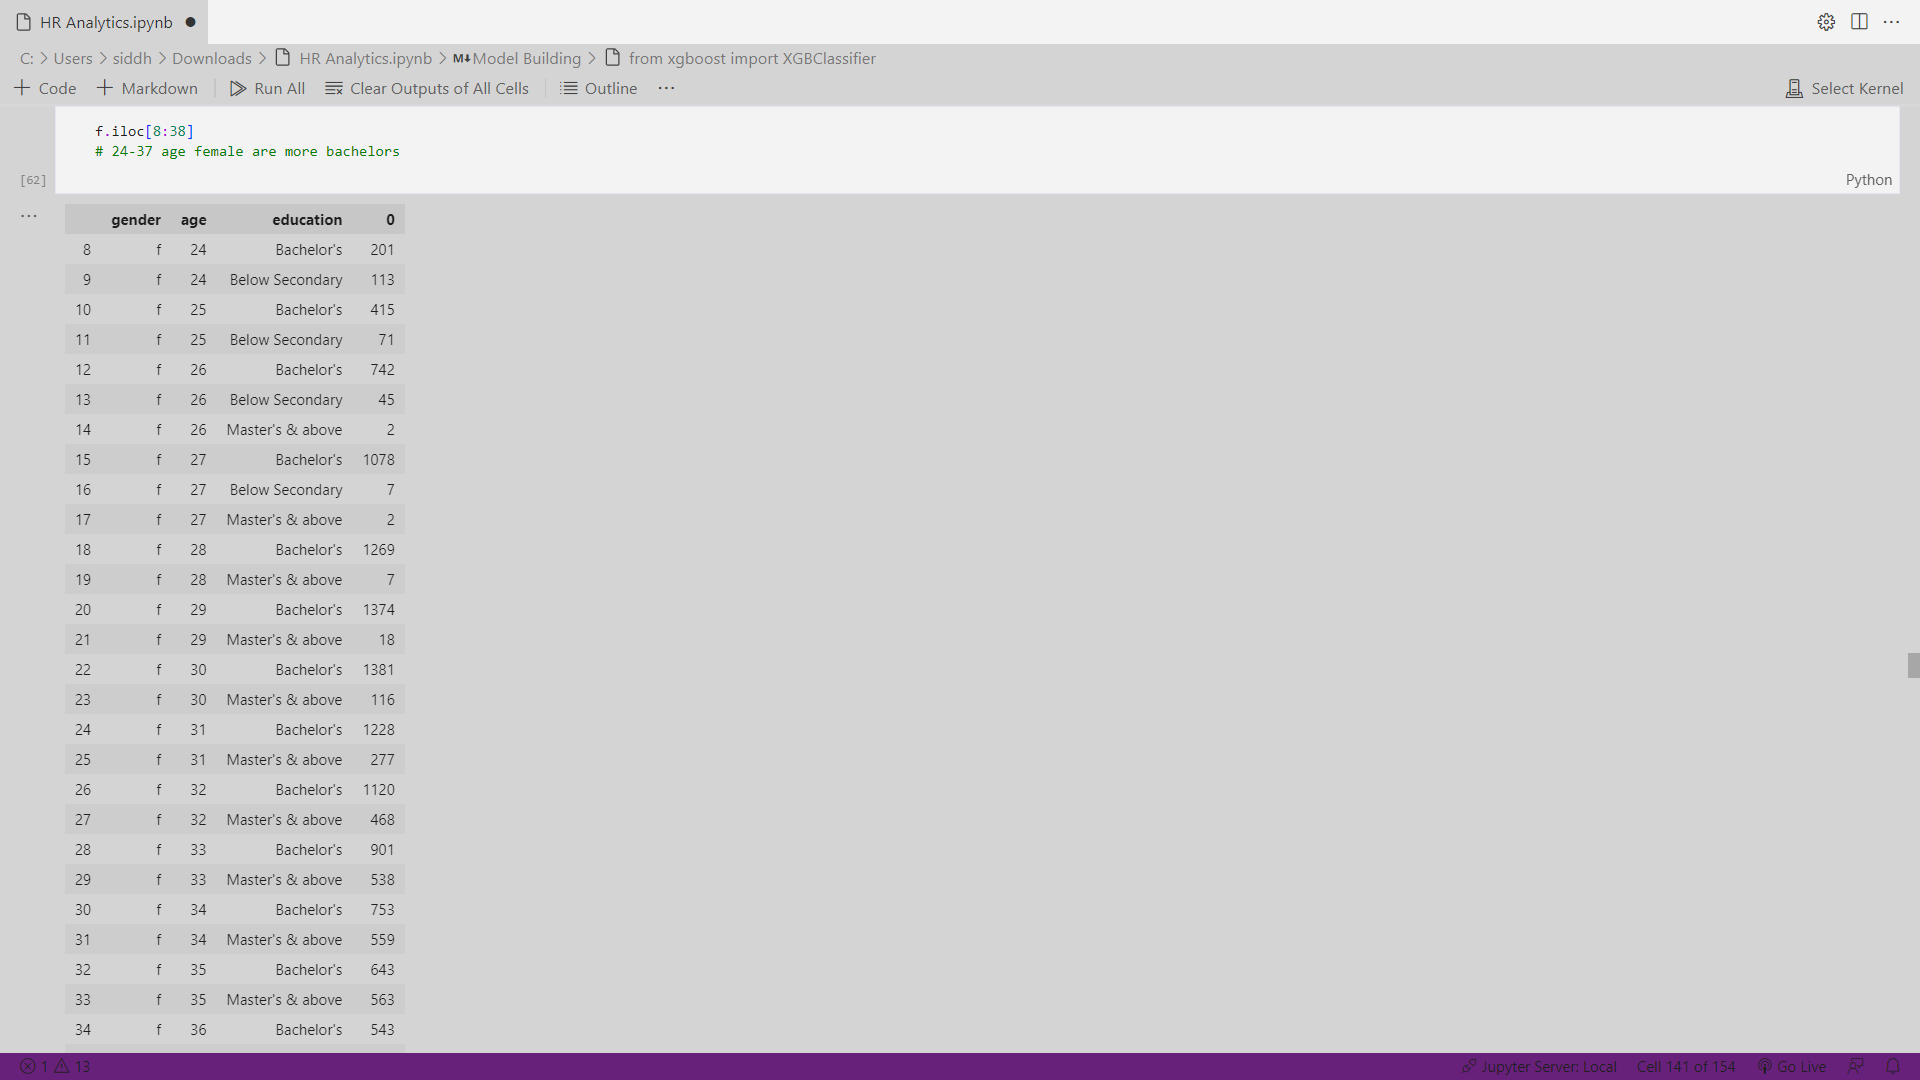 HR Analytics.ipynb
C: > Users > siddh > Downloads > HR Analytics.ipynb > M↓Model Building > from xgboost import XGBClassifier
+ Code + Markdown Run All Clear Outputs of All Cells Outline ... Select Kernel
f.iloc[8:38]
# 24-37 age female are more bachelors
[62] Python
...
gender age education 0
8 f 24 Bachelor's 201
9 f 24 Below Secondary 113
10 f 25 Bachelor's 415
11 f 25 Below Secondary 71
12 f 26 Bachelor's 742
13 f 26 Below Secondary 45
14 f 26 Master's & above 2
15 f 27 Bachelor's 1078
16 f 27 Below Secondary 7
17 f 27 Master's & above 2
18 f 28 Bachelor's 1269
19 f 28 Master's & above 7
20 f 29 Bachelor's 1374
21 f 29 Master's & above 18
22 f 30 Bachelor's 1381
23 f 30 Master's & above 116
24 f 31 Bachelor's 1228
25 f 31 Master's & above 277
26 f 32 Bachelor's 1120
27 f 32 Master's & above 468
28 f 33 Bachelor's 901
29 f 33 Master's & above 538
30 f 34 Bachelor's 753
31 f 34 Master's & above 559
32 f 35 Bachelor's 643
33 f 35 Master's & above 563
34 f 36 Bachelor's 543
1 13 Jupyter Server: Local Cell 141 of 154 Go Live